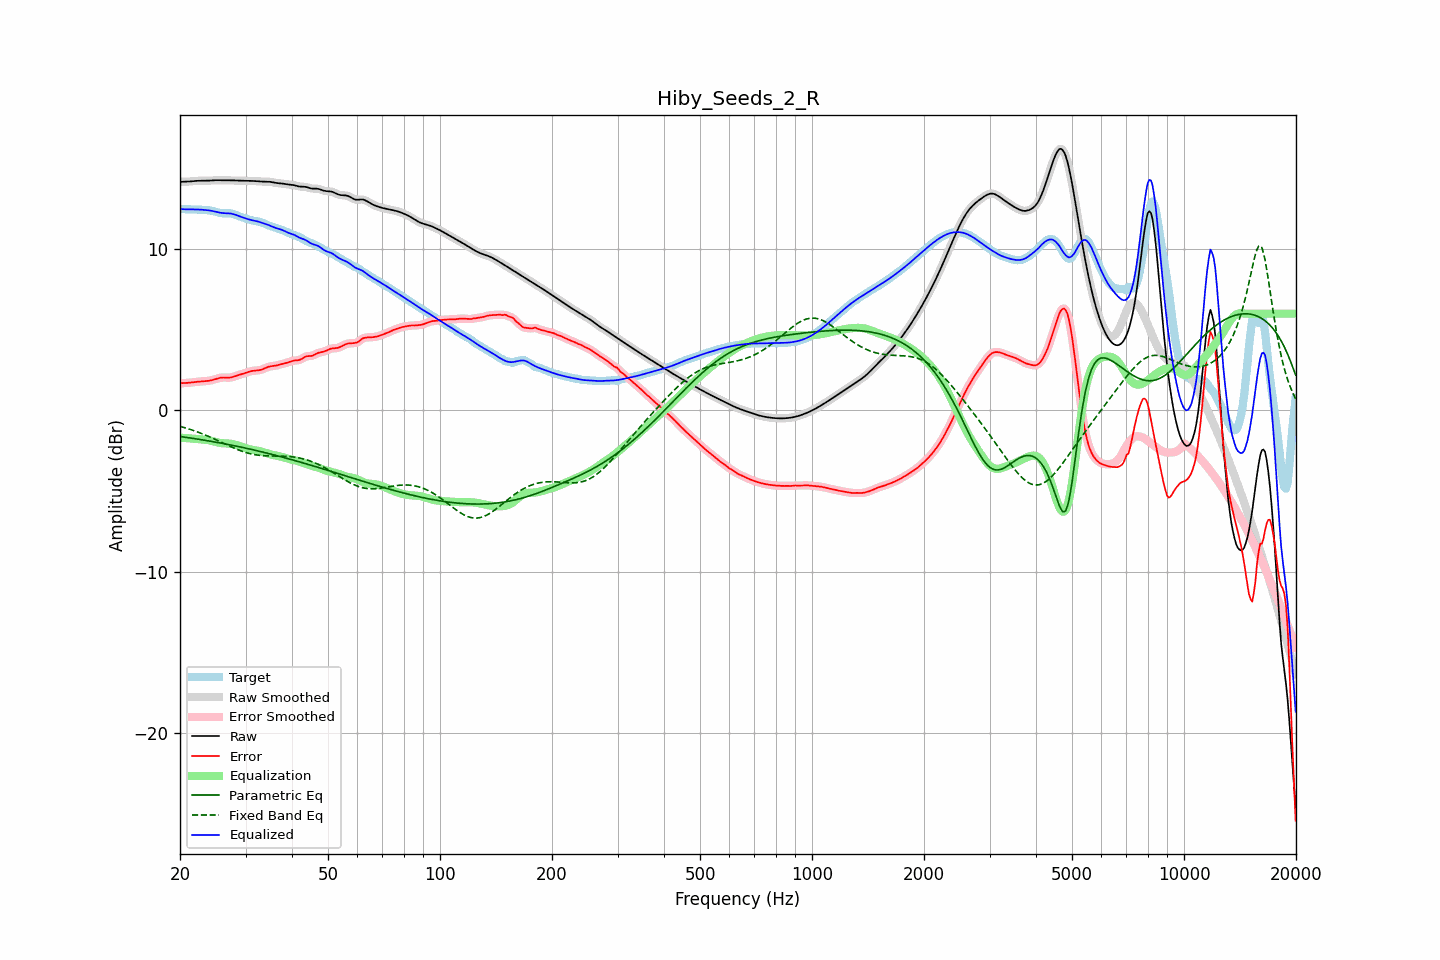 Hiby_Seeds_2_R
Amplitude (dBr)
10
0
−10
−20
Target
Raw Smoothed
Error Smoothed
Raw
Error
Equalization
Parametric Eq
Fixed Band Eq
Equalized
20 50 100 200 500 1000 2000 5000 10000 20000
Frequency (Hz)